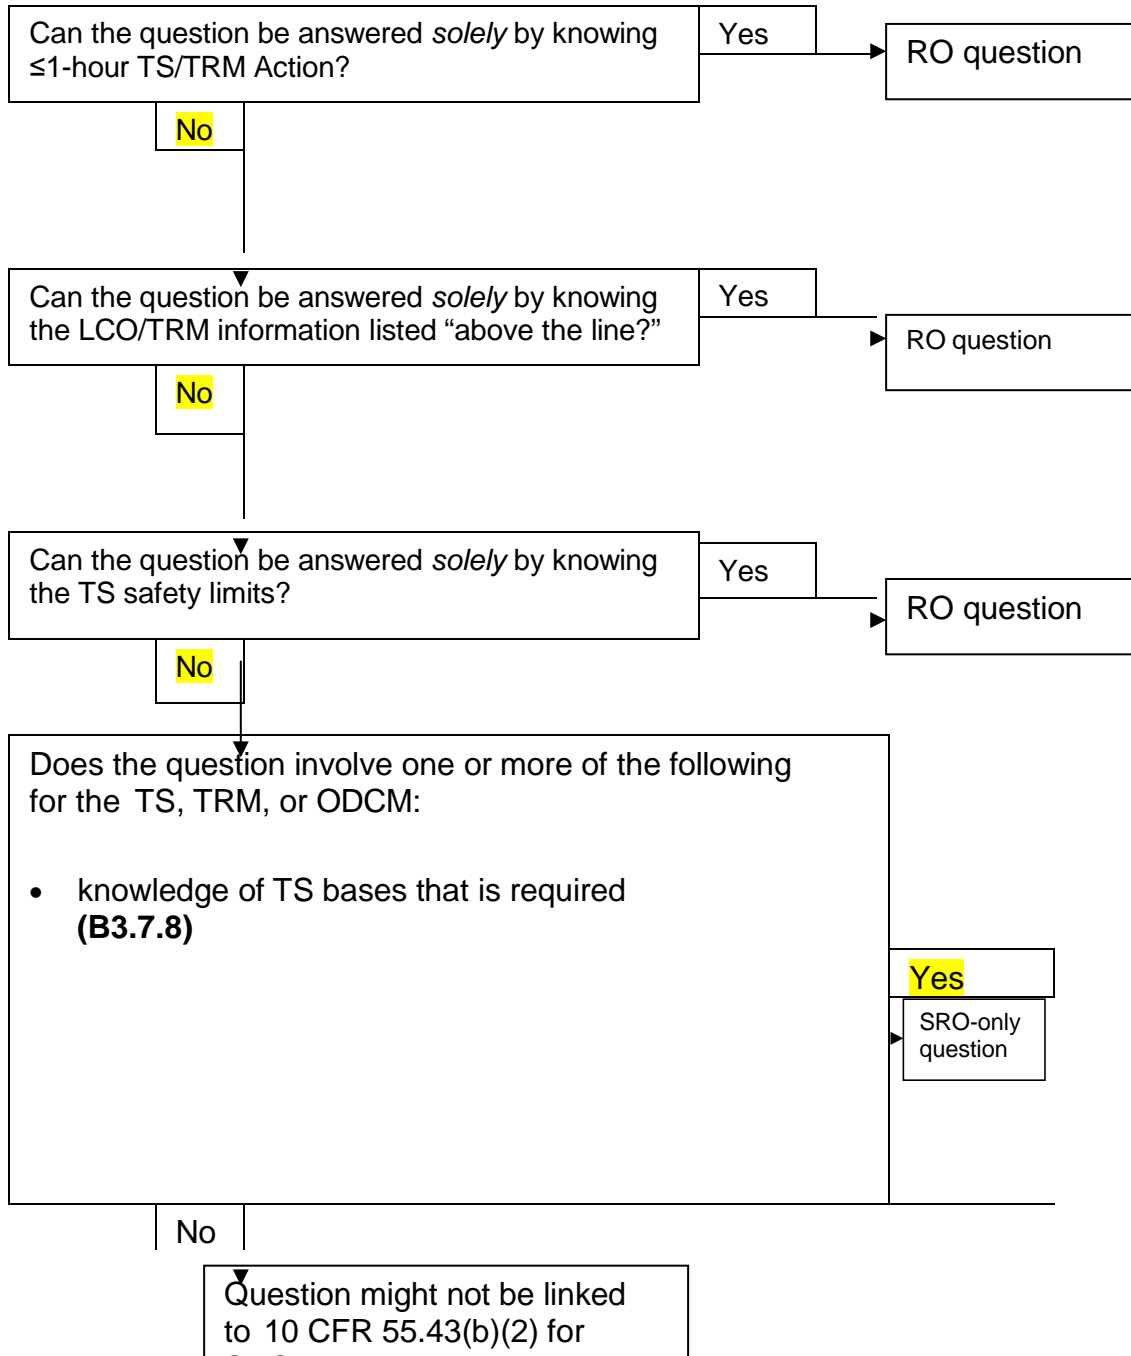 Can the question be answered solely by knowing
≤1-hour TS/TRM Action?
Yes
RO question
No
Can the question be answered solely by knowing
the LCO/TRM information listed “above the line?”
Yes
RO question
No
Can the question be answered solely by knowing
the TS safety limits?
Yes
RO question
No
Does the question involve one or more of the following
for the TS, TRM, or ODCM:
• knowledge of TS bases that is required
(B3.7.8)
Yes
SRO-only
question
No
Question might not be linked
to 10 CFR 55.43(b)(2) for